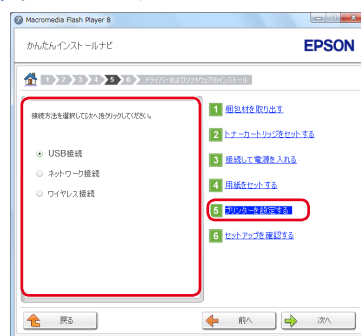 Macromedia Flash Player 8
かんたんインストールナビ
EPSON
1 2 3 4 5 6 ドライバーおよびソフトウェアのインストール
接続方法を選択して[次へ]をクリックしてください。
USB接続
ネットワーク接続
ワイヤレス接続
1 梱包材を取り出す
2 トナーカートリッジをセットする
3 接続して電源を入れる
4 用紙をセットする
5 プリンターを設定する
6 セットアップを確認する
戻る
前へ
次へ